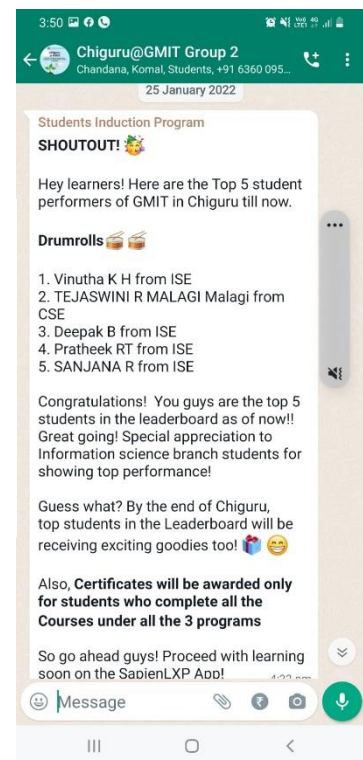 3:50
Chiguru@GMIT Group 2
Chandana, Komal, Students, +91 6360 095...
25 January 2022
Students Induction Program
SHOUTOUT! 🥳
Hey learners! Here are the Top 5 student
performers of GMIT in Chiguru till now.
Drumrolls🥁🥁
1. Vinutha K H from ISE
2. TEJASWINI R MALAGI Malagi from
CSE
3. Deepak B from ISE
4. Pratheek RT from ISE
5. SANJANA R from ISE
Congratulations!  You guys are the top 5
students in the leaderboard as of now!!
Great going! Special appreciation to
Information science branch students for
showing top performance!
Guess what? By the end of Chiguru,
top students in the Leaderboard will be
receiving exciting goodies too! 🎁 😁
Also, Certificates will be awarded only
for students who complete all the
Courses under all the 3 programs
So go ahead guys! Proceed with learning
soon on the SapienLXP App!
Message